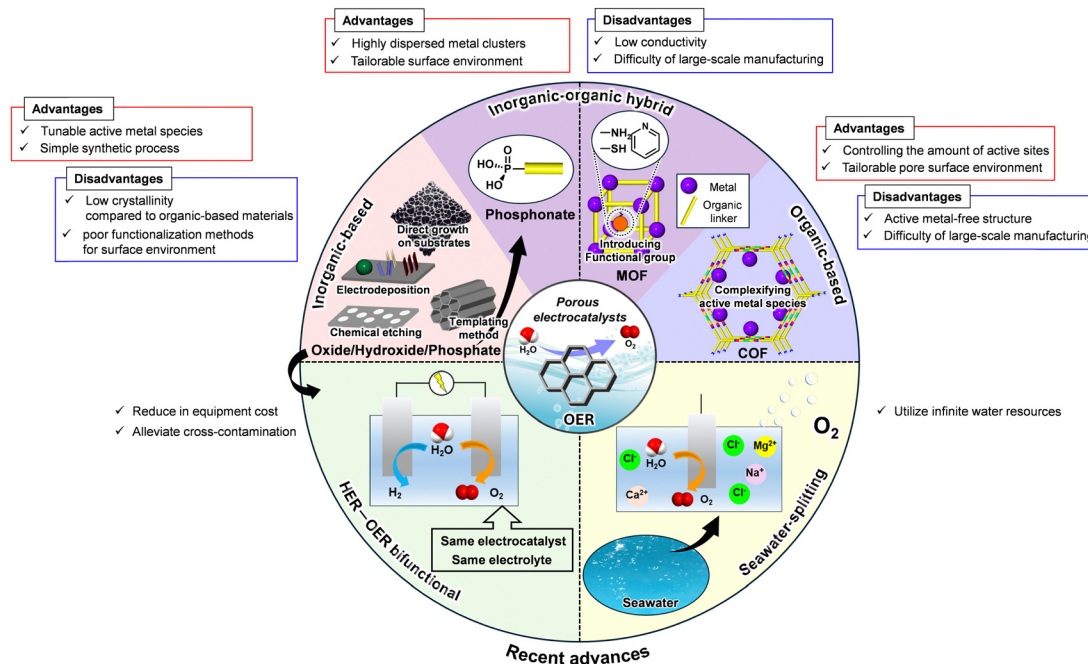 Advantages
✓ Highly dispersed metal clusters
✓ Tailorable surface environment
Disadvantages
✓ Low conductivity
✓ Difficulty of large-scale manufacturing
Advantages
✓ Tunable active metal species
✓ Simple synthetic process
Disadvantages
✓ Low crystallinity
compared to organic-based materials
✓ poor functionalization methods
for surface environment
Advantages
✓ Controlling the amount of active sites
✓ Tailorable pore surface environment
Disadvantages
✓ Active metal-free structure
✓ Difficulty of large-scale manufacturing
Inorganic-organic hybrid
O
HO P
HO
Phosphonate
NH2
SH
N
Metal
Organic
linker
Introducing
Functional group
MOF
Inorganic-based
Direct growth
on substrates
Electrodeposition
Chemical etching
Templating
method
Oxide/Hydroxide/Phosphate
Organic-based
Complexifying
active metal species
COF
Porous
electrocatalysts
H2O
O2
OER
✓ Reduce in equipment cost
✓ Alleviate cross-contamination
HER−OER bifunctional
H2O
H2
O2
Same electrocatalyst
Same electrolyte
✓ Utilize infinite water resources
O2
Cl-
H2O
Cl-
Mg2+
Na+
Ca2+
O2
Cl-
Seawater
Seawater-splitting
Recent advances